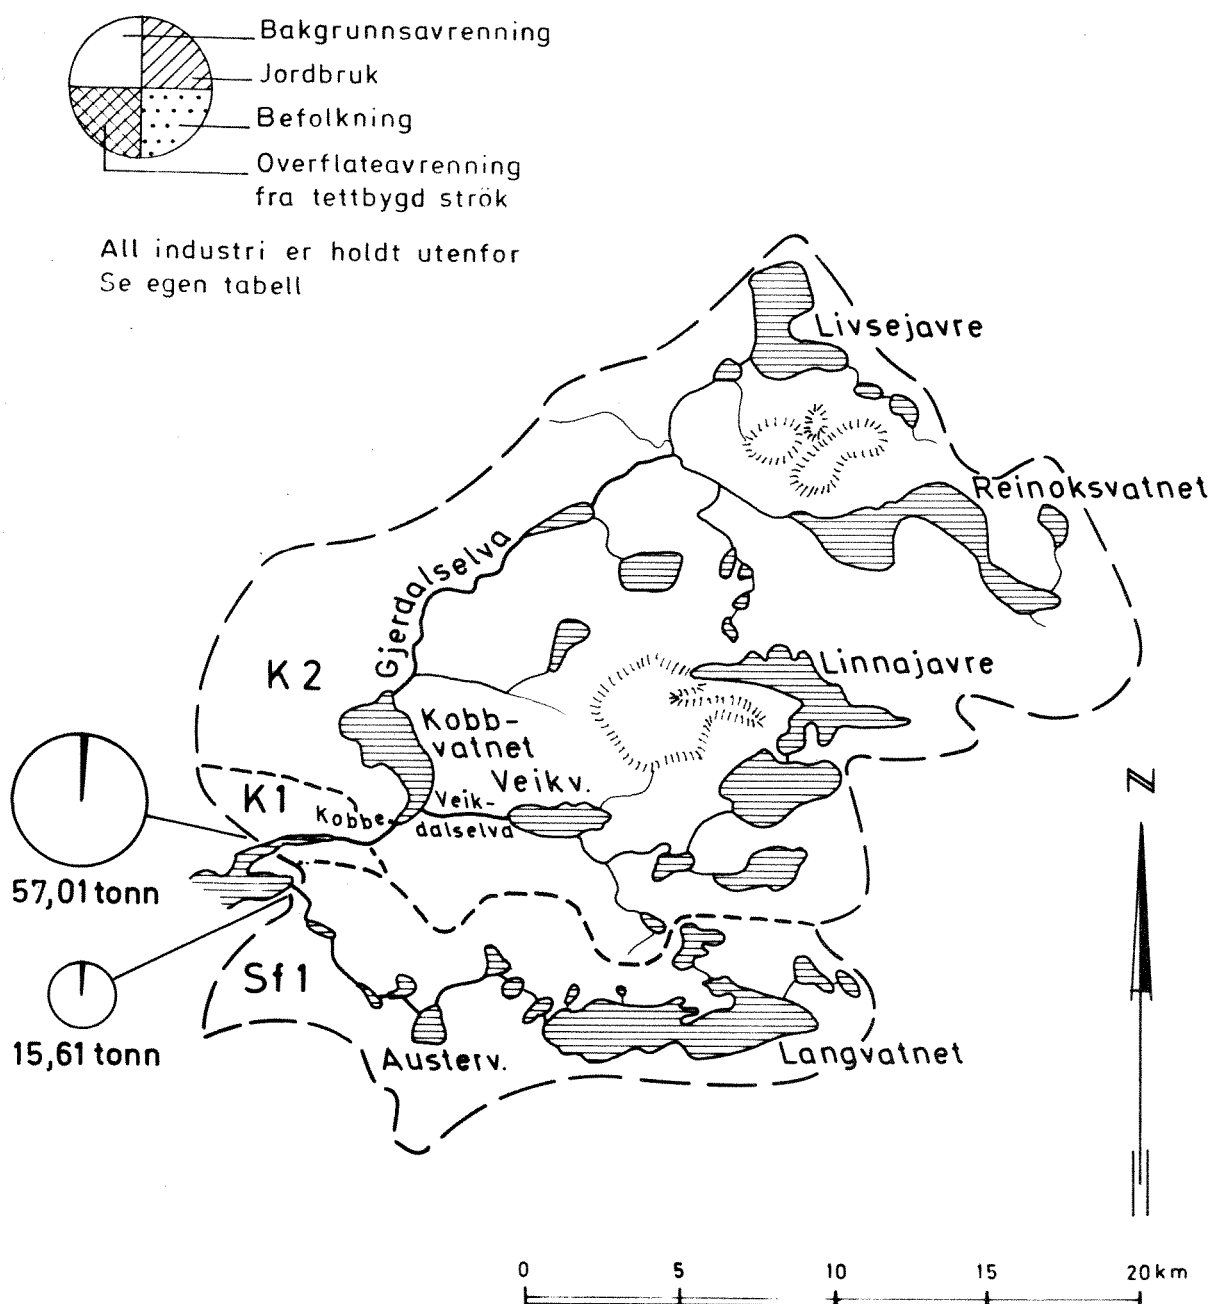 Bakgrunnsavrenning
Jordbruk
Befolkning
Overflateavrenning
fra tettbygd strök
All industri er holdt utenfor
Se egen tabell
Livsejavre
Reinoksvatnet
Gjerdalselva
K 2
Linnajavre
Kobb-
vatnet
Veikv.
K 1
Kobbe
Veik-
dalselva
57,01 tonn
Sf 1
15,61 tonn
Austerv.
Langvatnet
N
0 5 10 15 20 km